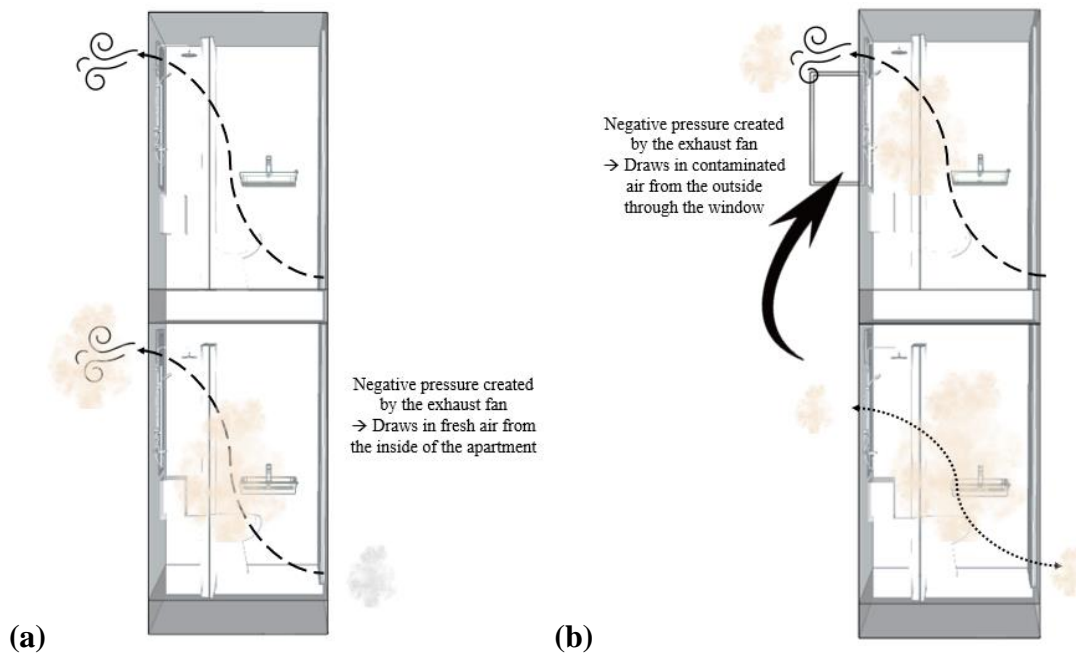 Negative pressure created
by the exhaust fan
→ Draws in fresh air from
the inside of the apartment
(a)
Negative pressure created
by the exhaust fan
→ Draws in contaminated
air from the outside
through the window
(b)